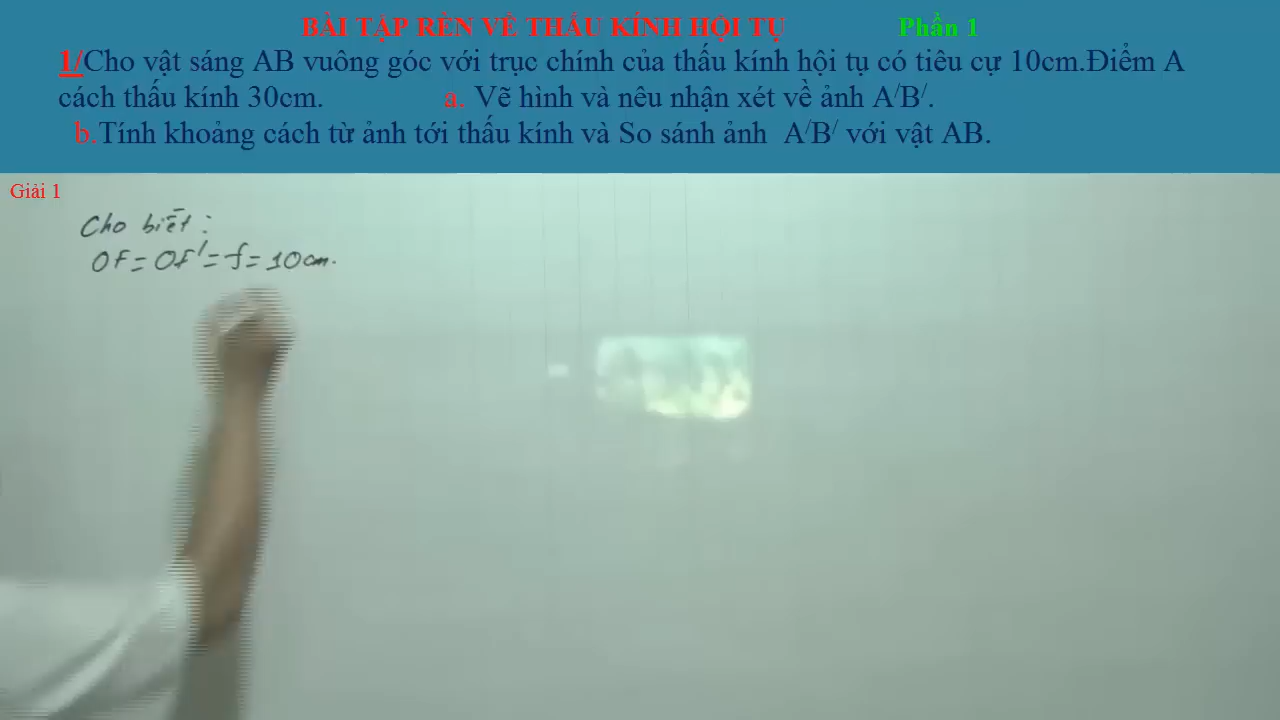 BÀI TẬP RÈN VỀ THẤU KÍNH HỘI TỤ Phần 1
1/Cho vật sáng AB vuông góc với trục chính của thấu kính hội tụ có tiêu cự 10cm.Điểm A
cách thấu kính 30cm. a. Vẽ hình và nêu nhận xét về ảnh A/B/.
b.Tính khoảng cách từ ảnh tới thấu kính và So sánh ảnh A/B/ với vật AB.
Giải 1
Cho biết :
OF = OF' = f = 10cm.